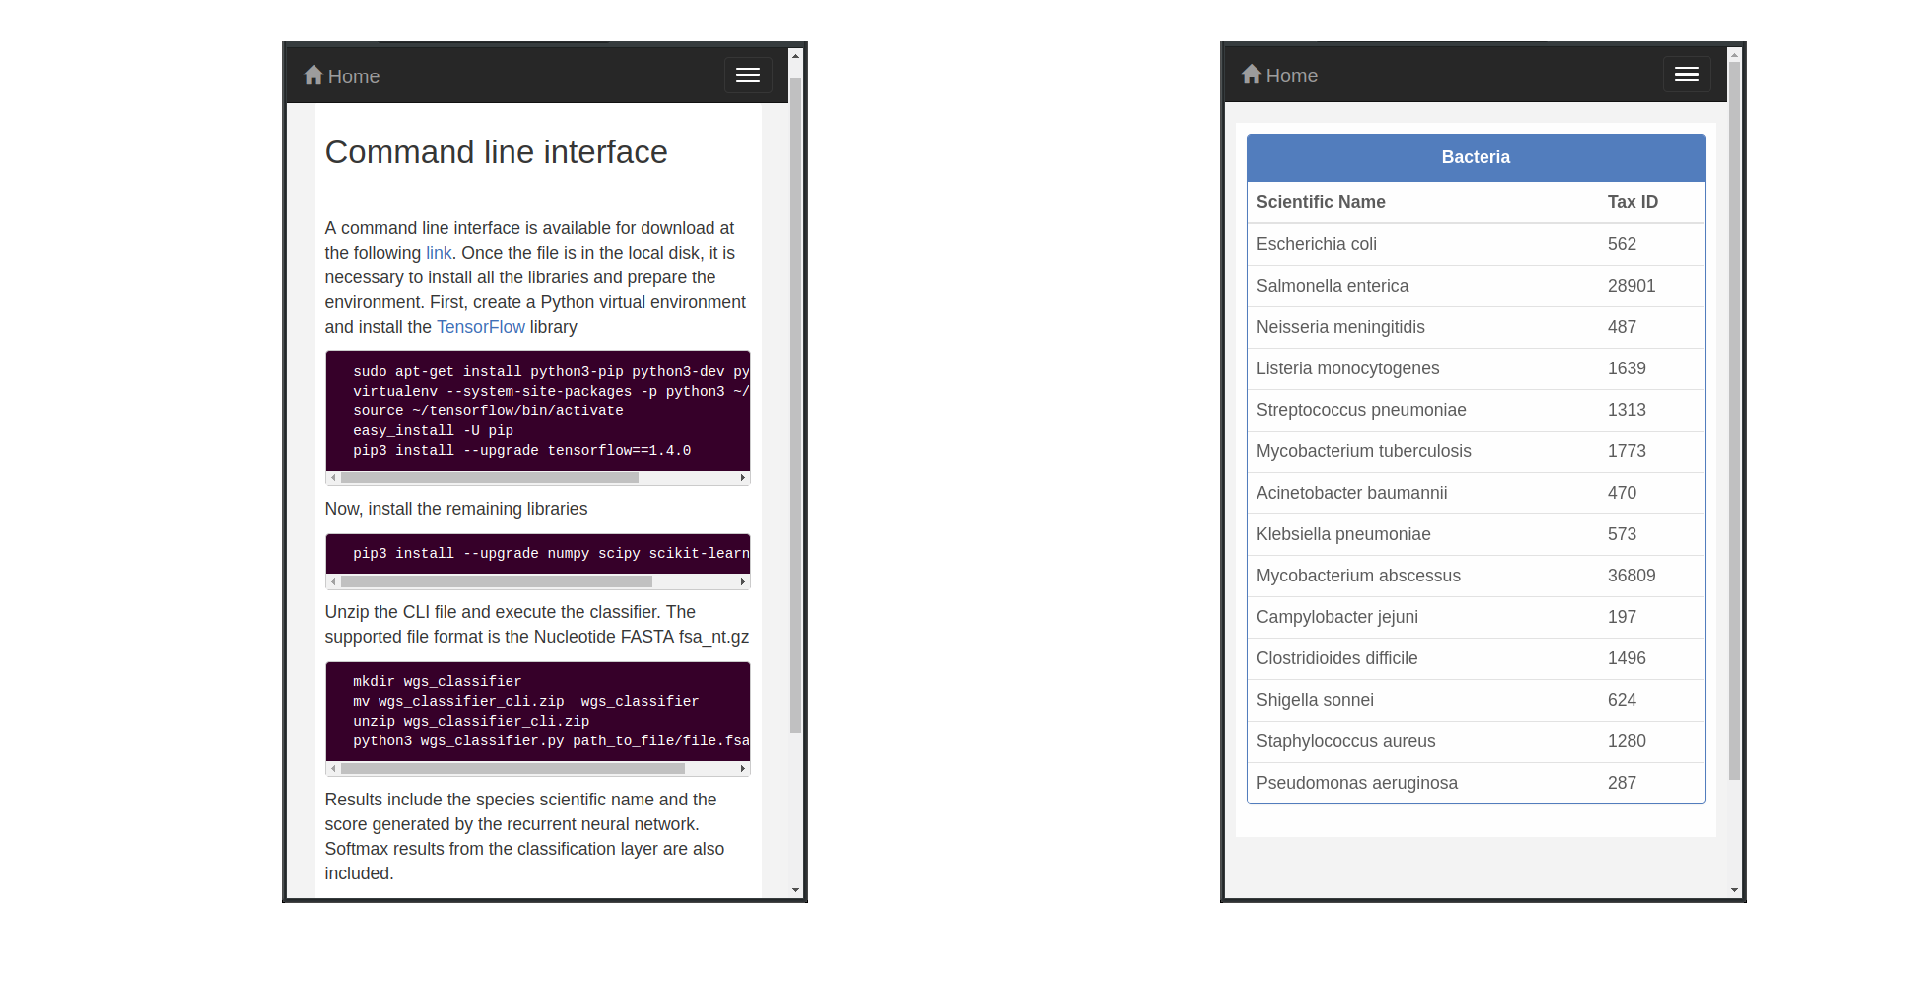 Home
Command line interface
A command line interface is available for download at
the following link. Once the file is in the local disk, it is
necessary to install all the libraries and prepare the
environment. First, create a Python virtual environment
and install the TensorFlow library
sudo apt-get install python3-pip python3-dev py
virtualenv --system-site-packages -p python3 ~/
source ~/tensorflow/bin/activate
easy_install -U pip
pip3 install --upgrade tensorflow==1.4.0
Now, install the remaining libraries
pip3 install --upgrade numpy scipy scikit-learn
Unzip the CLI file and execute the classifier. The
supported file format is the Nucleotide FASTA fsa_nt.gz
mkdir wgs_classifier
mv wgs_classifier_cli.zip  wgs_classifier
unzip wgs_classifier_cli.zip
python3 wgs_classifier.py path_to_file/file.fsa
Results include the species scientific name and the
score generated by the recurrent neural network.
Softmax results from the classification layer are also
included.
Home
Bacteria
Scientific Name Tax ID
Escherichia coli 562
Salmonella enterica 28901
Neisseria meningitidis 487
Listeria monocytogenes 1639
Streptococcus pneumoniae 1313
Mycobacterium tuberculosis 1773
Acinetobacter baumannii 470
Klebsiella pneumoniae 573
Mycobacterium abscessus 36809
Campylobacter jejuni 197
Clostridioides difficile 1496
Shigella sonnei 624
Staphylococcus aureus 1280
Pseudomonas aeruginosa 287